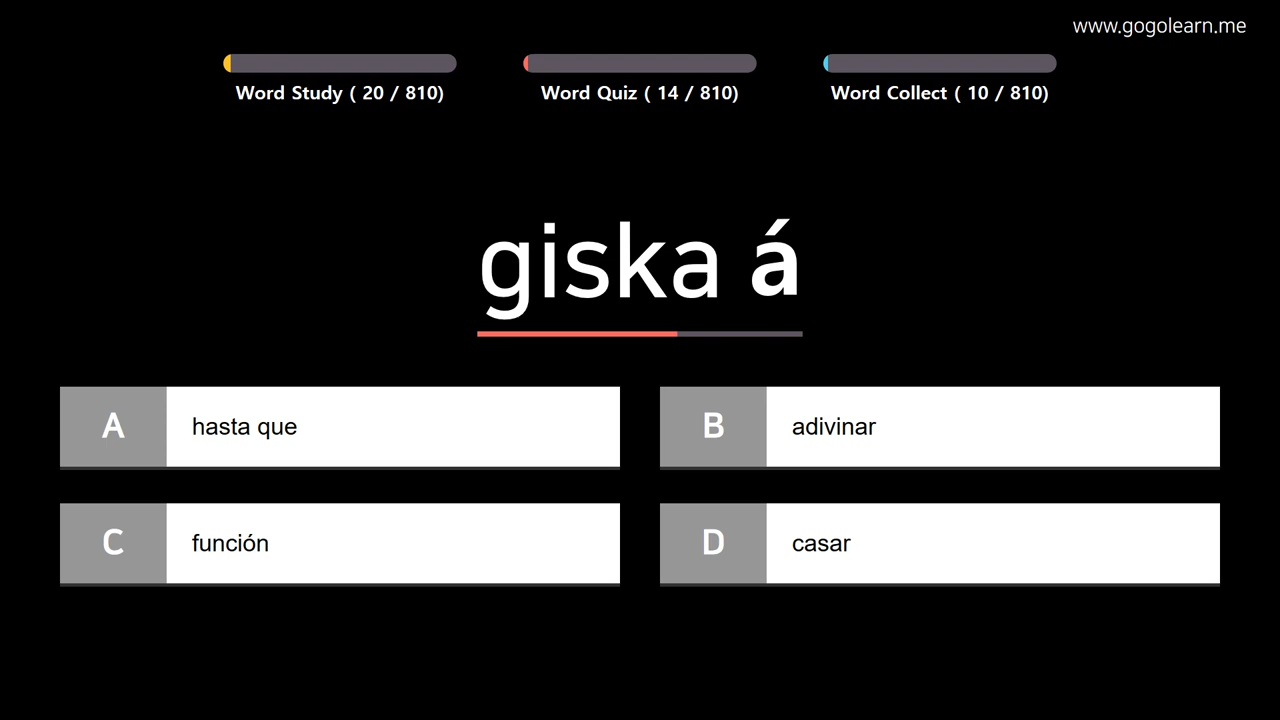 www.gogolearn.me
Word Study ( 20 / 810)
Word Quiz ( 14 / 810)
Word Collect ( 10 / 810)
giska á
A hasta que
B adivinar
C función
D casar